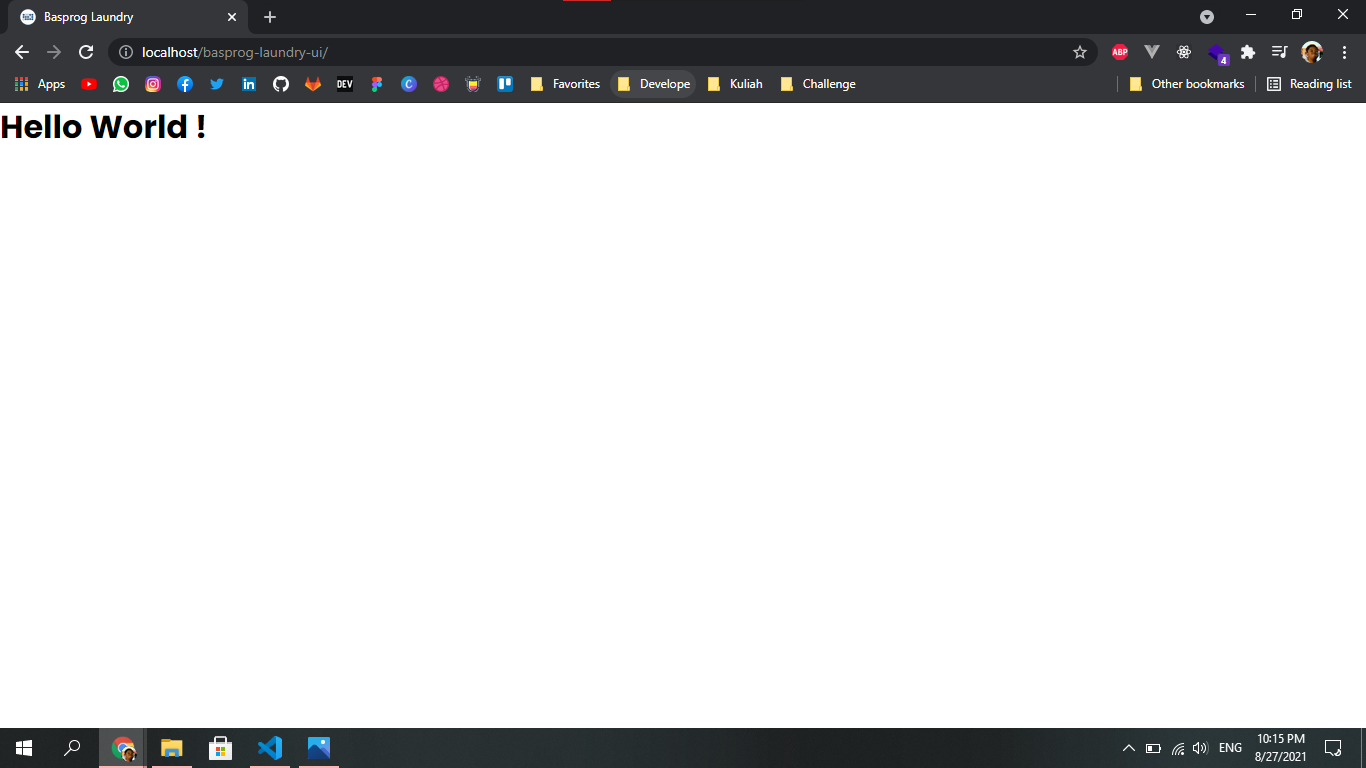 Basprog Laundry
localhost/basprog-laundry-ui/
ABP
4
Apps
DEV
Favorites
Develope
Kuliah
Challenge
Other bookmarks
Reading list
Hello World !
ENG
10:15 PM
8/27/2021